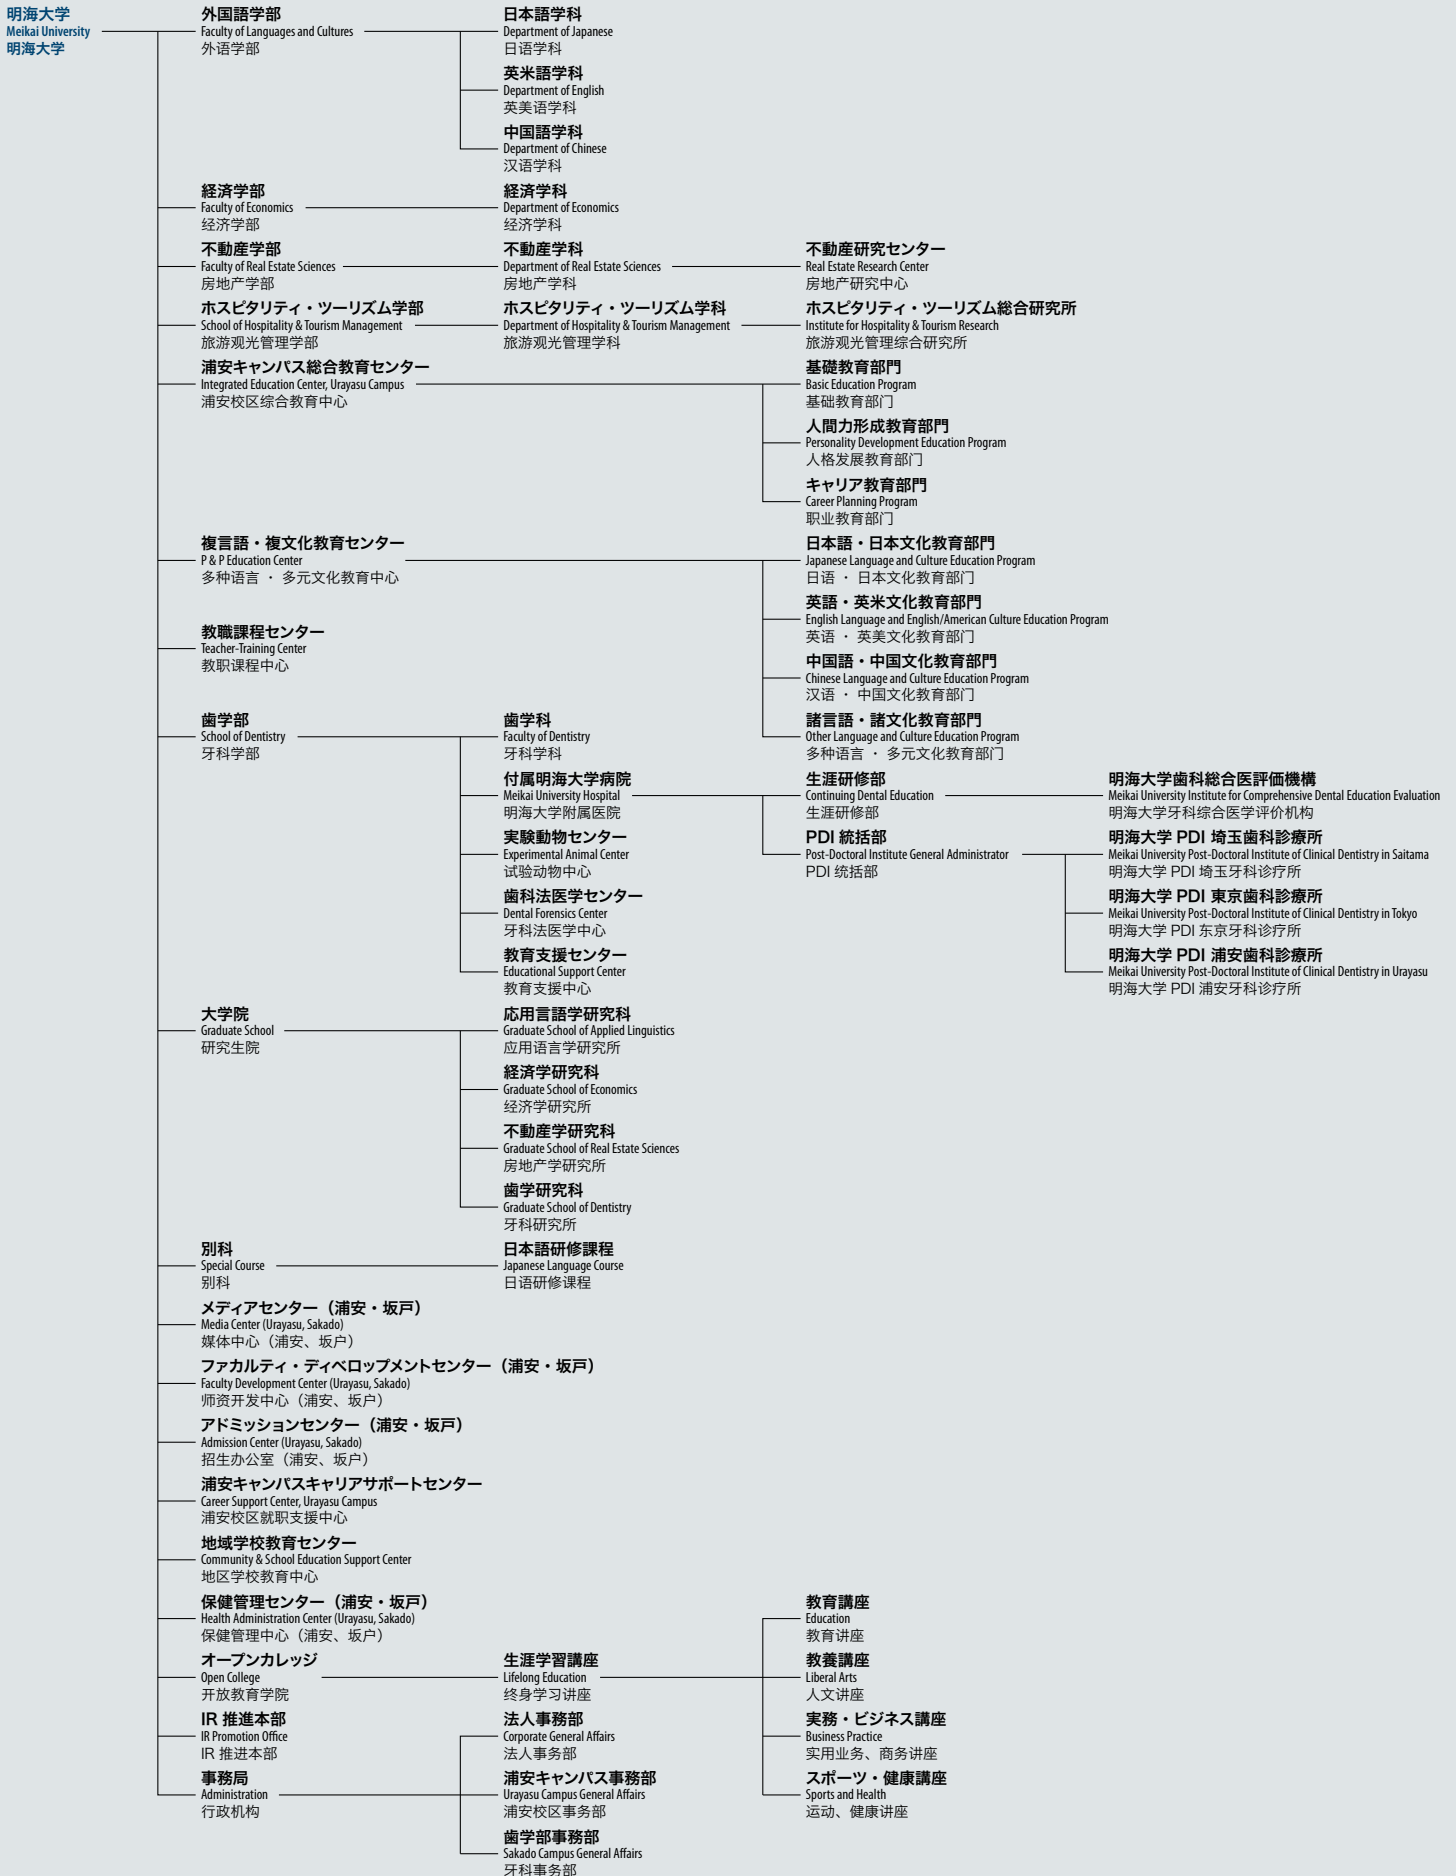 明海大学
Meikai University
明海大学
外国語学部
Faculty of Languages and Cultures
外语学部
日本語学科
Department of Japanese
日语学科
英米語学科
Department of English
英美语学科
中国語学科
Department of Chinese
汉语学科
経済学部
Faculty of Economics
经济学部
経済学科
Department of Economics
经济学科
不動産学部
Faculty of Real Estate Sciences
房地产学部
不動産学科
Department of Real Estate Sciences
房地产学科
不動産研究センター
Real Estate Research Center
房地产研究中心
ホスピタリティ・ツーリズム学部
School of Hospitality & Tourism Management
旅游观光管理学部
ホスピタリティ・ツーリズム学科
Department of Hospitality & Tourism Management
旅游观光管理学科
ホスピタリティ・ツーリズム総合研究所
Institute for Hospitality & Tourism Research
旅游观光管理综合研究所
浦安キャンパス総合教育センター
Integrated Education Center, Urayasu Campus
浦安校区综合教育中心
基礎教育部門
Basic Education Program
基础教育部门
人間力形成教育部門
Personality Development Education Program
人格发展教育部门
キャリア教育部門
Career Planning Program
职业教育部门
複言語・複文化教育センター
P & P Education Center
多种语言 ・ 多元文化教育中心
日本語・日本文化教育部門
Japanese Language and Culture Education Program
日语 ・ 日本文化教育部门
英語・英米文化教育部門
English Language and English/American Culture Education Program
英语 ・ 英美文化教育部门
中国語・中国文化教育部門
Chinese Language and Culture Education Program
汉语 ・ 中国文化教育部门
諸言語・諸文化教育部門
Other Language and Culture Education Program
多种语言 ・ 多元文化教育部门
教職課程センター
Teacher-Training Center
教职课程中心
歯学部
School of Dentistry
牙科学部
歯学科
Faculty of Dentistry
牙科学科
付属明海大学病院
Meikai University Hospital
明海大学附属医院
生涯研修部
Continuing Dental Education
生涯研修部
明海大学歯科総合医評価機構
Meikai University Institute for Comprehensive Dental Education Evaluation
明海大学牙科综合医学评价机构
PDI 統括部
Post-Doctoral Institute General Administrator
PDI 统括部
明海大学 PDI 埼玉歯科診療所
Meikai University Post-Doctoral Institute of Clinical Dentistry in Saitama
明海大学 PDI 埼玉牙科诊疗所
明海大学 PDI 東京歯科診療所
Meikai University Post-Doctoral Institute of Clinical Dentistry in Tokyo
明海大学 PDI 东京牙科诊疗所
明海大学 PDI 浦安歯科診療所
Meikai University Post-Doctoral Institute of Clinical Dentistry in Urayasu
明海大学 PDI 浦安牙科诊疗所
実験動物センター
Experimental Animal Center
试验动物中心
歯科法医学センター
Dental Forensics Center
牙科法医学中心
教育支援センター
Educational Support Center
教育支援中心
大学院
Graduate School
研究生院
応用言語学研究科
Graduate School of Applied Linguistics
应用语言学研究所
経済学研究科
Graduate School of Economics
经济学研究所
不動産学研究科
Graduate School of Real Estate Sciences
房地产学研究所
歯学研究科
Graduate School of Dentistry
牙科研究所
別科
Special Course
别科
日本語研修課程
Japanese Language Course
日语研修课程
メディアセンター（浦安・坂戸）
Media Center (Urayasu, Sakado)
媒体中心（浦安、坂户）
ファカルティ・ディベロップメントセンター（浦安・坂戸）
Faculty Development Center (Urayasu, Sakado)
师资开发中心（浦安、坂户）
アドミッションセンター（浦安・坂戸）
Admission Center (Urayasu, Sakado)
招生办公室（浦安、坂户）
浦安キャンパスキャリアサポートセンター
Career Support Center, Urayasu Campus
浦安校区就职支援中心
地域学校教育センター
Community & School Education Support Center
地区学校教育中心
保健管理センター（浦安・坂戸）
Health Administration Center (Urayasu, Sakado)
保健管理中心（浦安、坂户）
オープンカレッジ
Open College
开放教育学院
生涯学習講座
Lifelong Education
终身学习讲座
教育講座
Education
教育讲座
教養講座
Liberal Arts
人文讲座
実務・ビジネス講座
Business Practice
实用业务、商务讲座
スポーツ・健康講座
Sports and Health
运动、健康讲座
IR 推進本部
IR Promotion Office
IR 推进本部
事務局
Administration
行政机构
法人事務部
Corporate General Affairs
法人事务部
浦安キャンパス事務部
Urayasu Campus General Affairs
浦安校区事务部
歯学部事務部
Sakado Campus General Affairs
牙科事务部